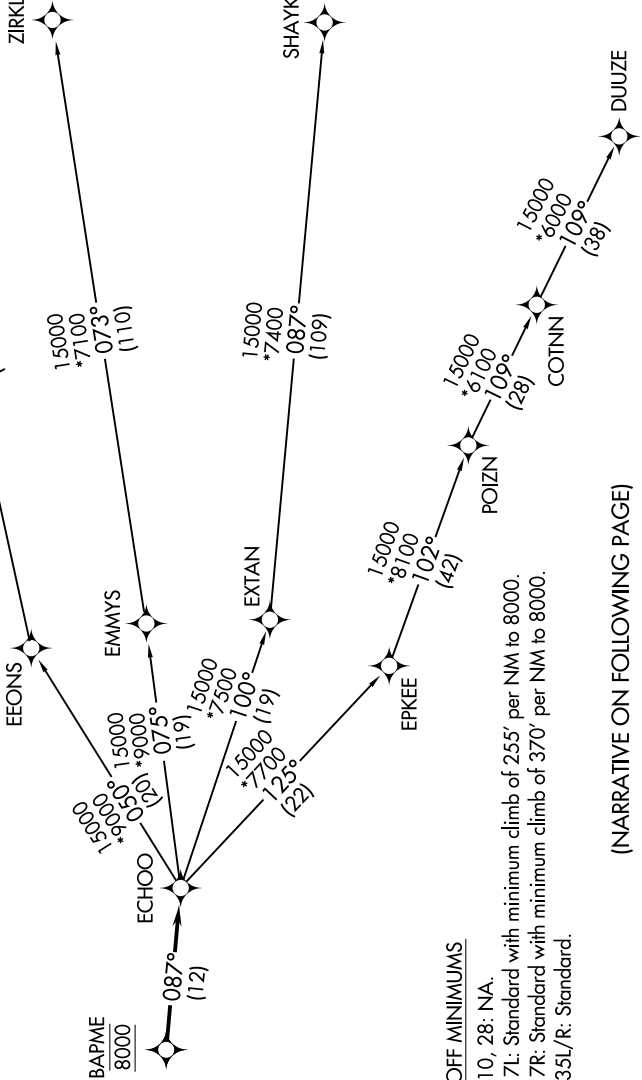 ZIRKL
15000
*7100
073°
(110)
SHAYK
15000
*7400
087°
(109)
DUUZE
15000
*6000
109°
(38)
COTNN
15000
*6100
109°
(28)
POIZN
15000
*8100
102°
(42)
EPKEE
15000
*7700
125°
(22)
EXTAN
15000
*7500
100°
(19)
EMMYS
15000
*9000
075°
(19)
EEONS
15000
*9000
050°
(20)
ECHOO
087°
(12)
BAPME
8000
OFF MINIMUMS
10, 28: NA.
7L: Standard with minimum climb of 255' per NM to 8000.
7R: Standard with minimum climb of 370' per NM to 8000.
35L/R: Standard.
(NARRATIVE ON FOLLOWING PAGE)